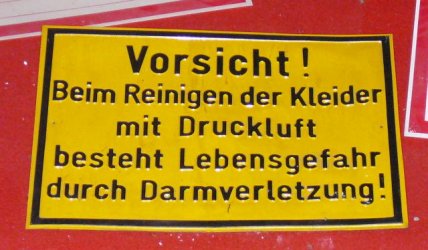 Vorsicht!
Beim Reinigen der Kleider
mit Druckluft
besteht Lebensgefahr
durch Darmverletzung!